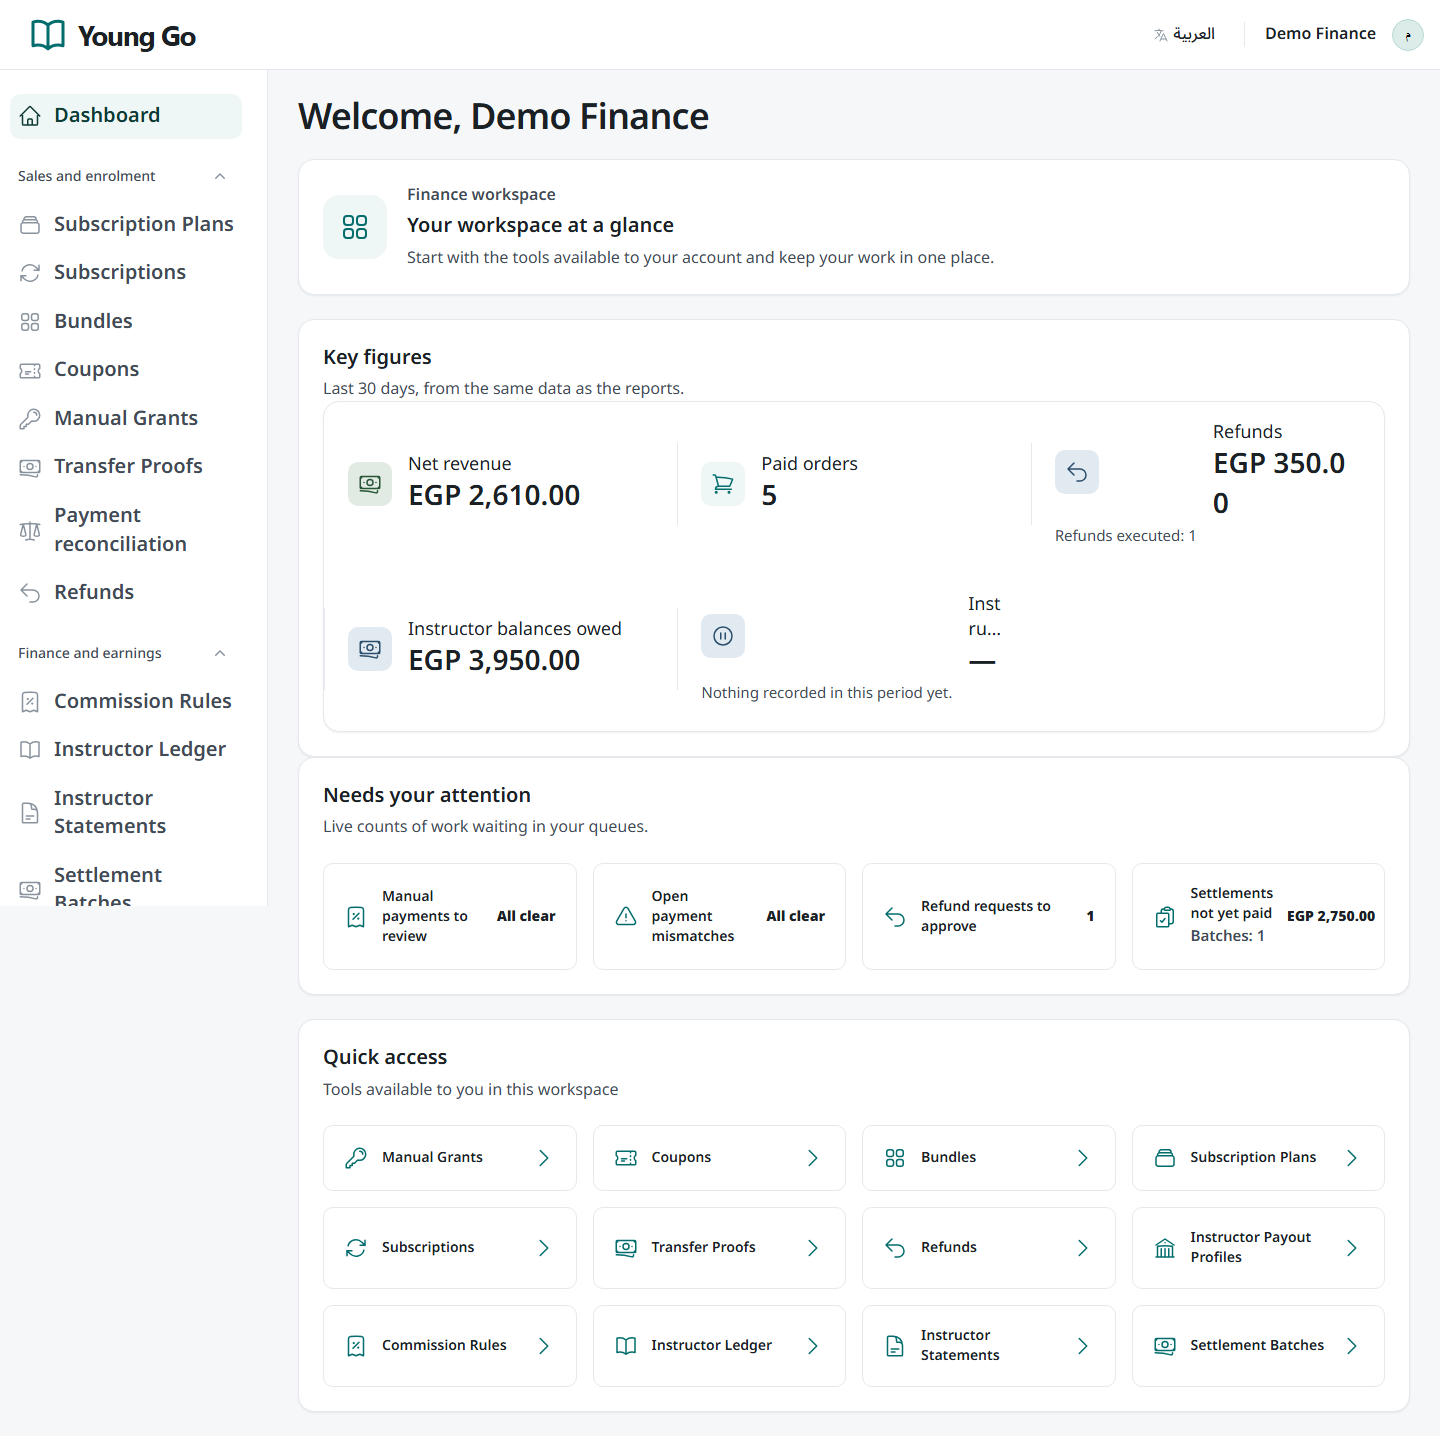 Young Go
العربية
Demo Finance
م
Dashboard
Sales and enrolment
Subscription Plans
Subscriptions
Bundles
Coupons
Manual Grants
Transfer Proofs
Payment
reconciliation
Refunds
Finance and earnings
Commission Rules
Instructor Ledger
Instructor
Statements
Settlement
Batches
Welcome, Demo Finance
Finance workspace
Your workspace at a glance
Start with the tools available to your account and keep your work in one place.
Key figures
Last 30 days, from the same data as the reports.
Net revenue
EGP 2,610.00
Paid orders
5
Refunds
EGP 350.0
0
Refunds executed: 1
Instructor balances owed
EGP 3,950.00
Inst
ru...
—
Nothing recorded in this period yet.
Needs your attention
Live counts of work waiting in your queues.
Manual
payments to
review
All clear
Open
payment
mismatches
All clear
Refund requests to
approve
1
Settlements
not yet paid
Batches: 1
EGP 2,750.00
Quick access
Tools available to you in this workspace
Manual Grants
Coupons
Bundles
Subscription Plans
Subscriptions
Transfer Proofs
Refunds
Instructor Payout
Profiles
Commission Rules
Instructor Ledger
Instructor
Statements
Settlement Batches